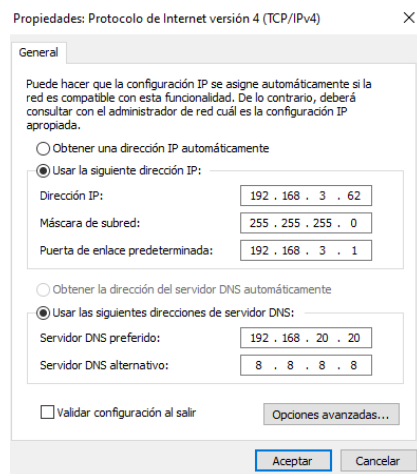 Propiedades: Protocolo de Internet versión 4 (TCP/IPv4)
General
Puede hacer que la configuración IP se asigne automáticamente si la
red es compatible con esta funcionalidad. De lo contrario, deberá
consultar con el administrador de red cuál es la configuración IP
apropiada.
Obtener una dirección IP automáticamente
Usar la siguiente dirección IP:
Dirección IP: 192 . 168 . 3 . 62
Máscara de subred: 255 . 255 . 255 . 0
Puerta de enlace predeterminada: 192 . 168 . 3 . 1
Obtener la dirección del servidor DNS automáticamente
Usar las siguientes direcciones de servidor DNS:
Servidor DNS preferido: 192 . 168 . 20 . 20
Servidor DNS alternativo: 8 . 8 . 8 . 8
Validar configuración al salir Opciones avanzadas...
Aceptar Cancelar